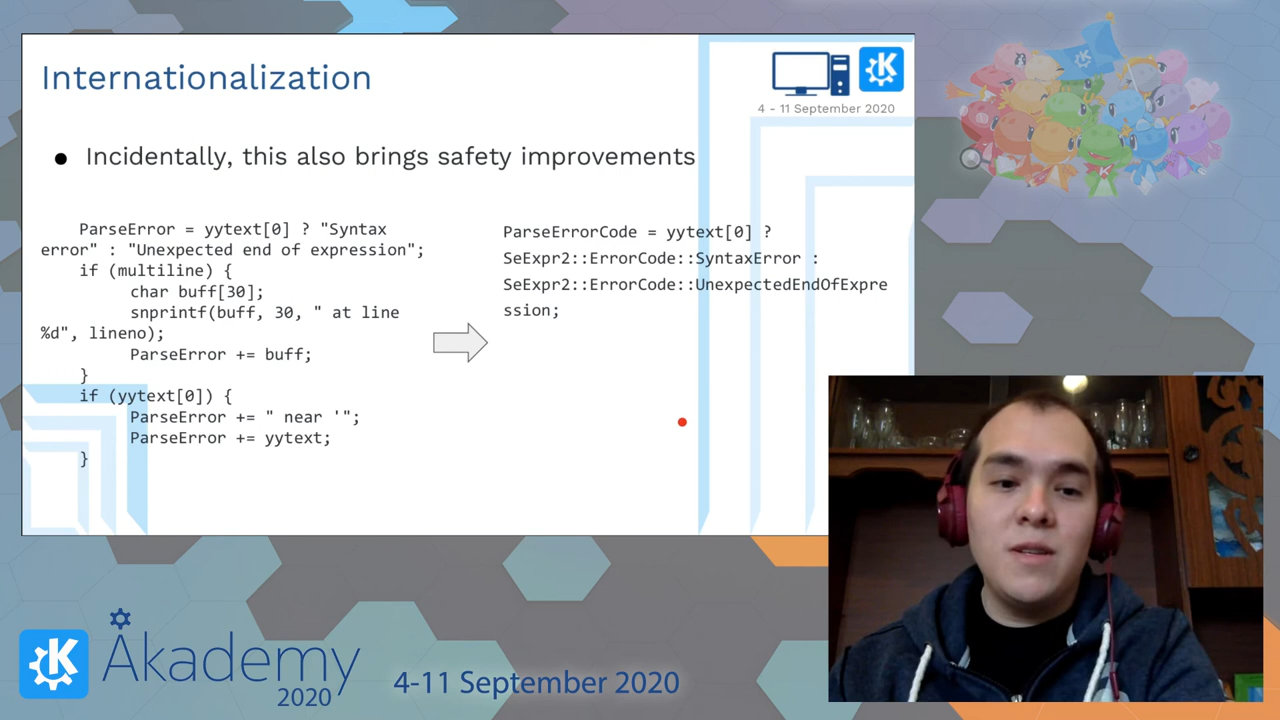 Internationalization
4 - 11 September 2020
● Incidentally, this also brings safety improvements
ParseError = yytext[0] ? "Syntax
error" : "Unexpected end of expression";
if (multiline) {
char buff[30];
snprintf(buff, 30, " at line
%d", lineno);
ParseError += buff;
}
if (yytext[0]) {
ParseError += " near '";
ParseError += yytext;
}
ParseErrorCode = yytext[0] ?
SeExpr2::ErrorCode::SyntaxError :
SeExpr2::ErrorCode::UnexpectedEndOfExpre
ssion;
Akademy
2020
4-11 September 2020